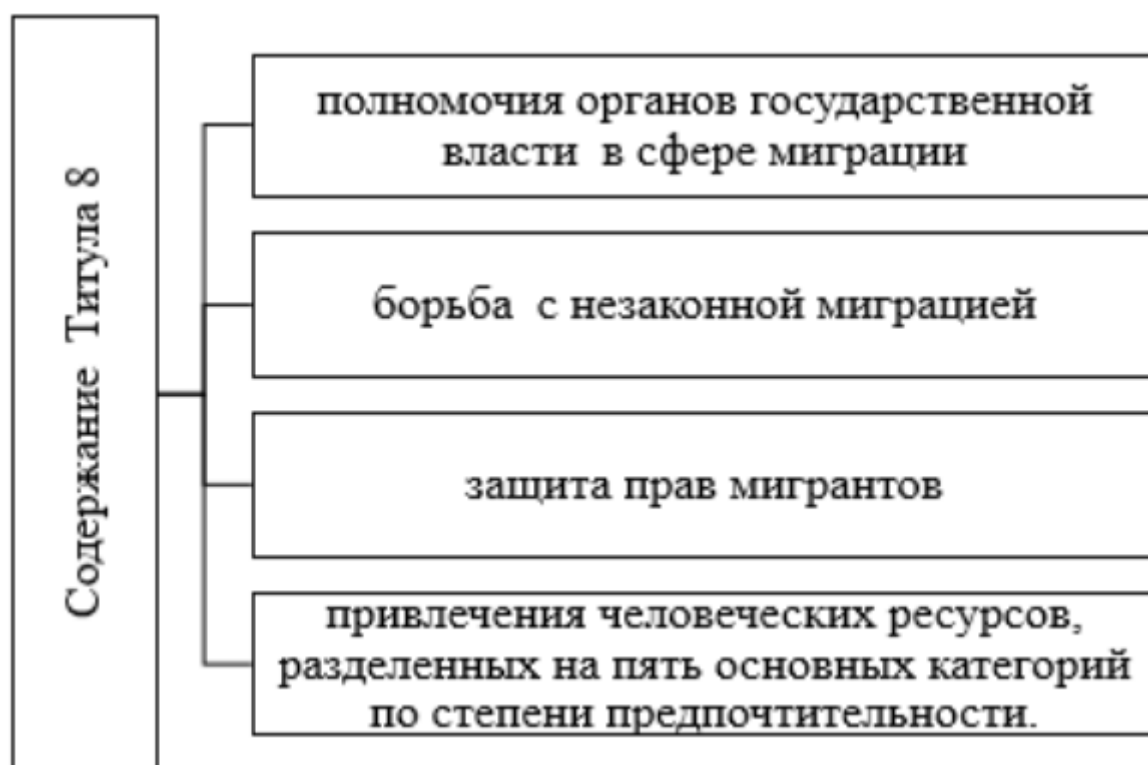 Содержание Титула 8
полномочия органов государственной
власти в сфере миграции
борьба с незаконной миграцией
защита прав мигрантов
привлечения человеческих ресурсов,
разделенных на пять основных категорий
по степени предпочтительности.